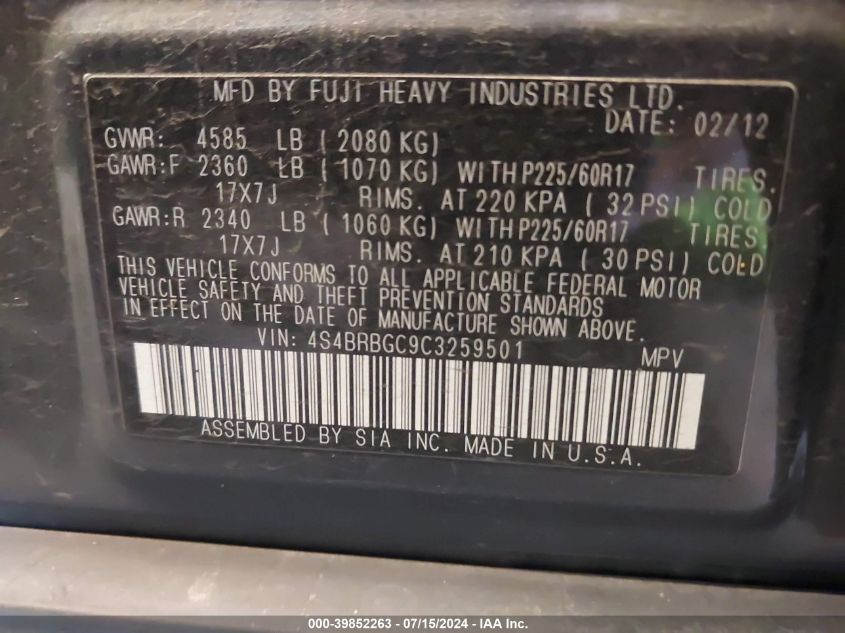 MFD BY FUJI HEAVY INDUSTRIES LTD.
DATE: 02/12
GVWR: 4585 LB ( 2080 KG)
GAWR:F 2360 LB ( 1070 KG) WITH P225/60R17 TIRES.
17X7J RIMS. AT 220 KPA ( 32 PSI) COLD
GAWR:R 2340 LB ( 1060 KG) WITH P225/60R17 TIRES
17X7J RIMS. AT 210 KPA ( 30 PSI) COLD
THIS VEHICLE CONFORMS TO ALL APPLICABLE FEDERAL MOTOR
VEHICLE SAFETY AND THEFT PREVENTION STANDARDS
IN EFFECT ON THE DATE OF MANUFACTURE SHOWN ABOVE.
VIN: 4S4BRBGC9C3259501 MPV
ASSEMBLED BY SIA INC. MADE IN U.S.A.
000-39852263 - 07/15/2024 - IAA Inc.